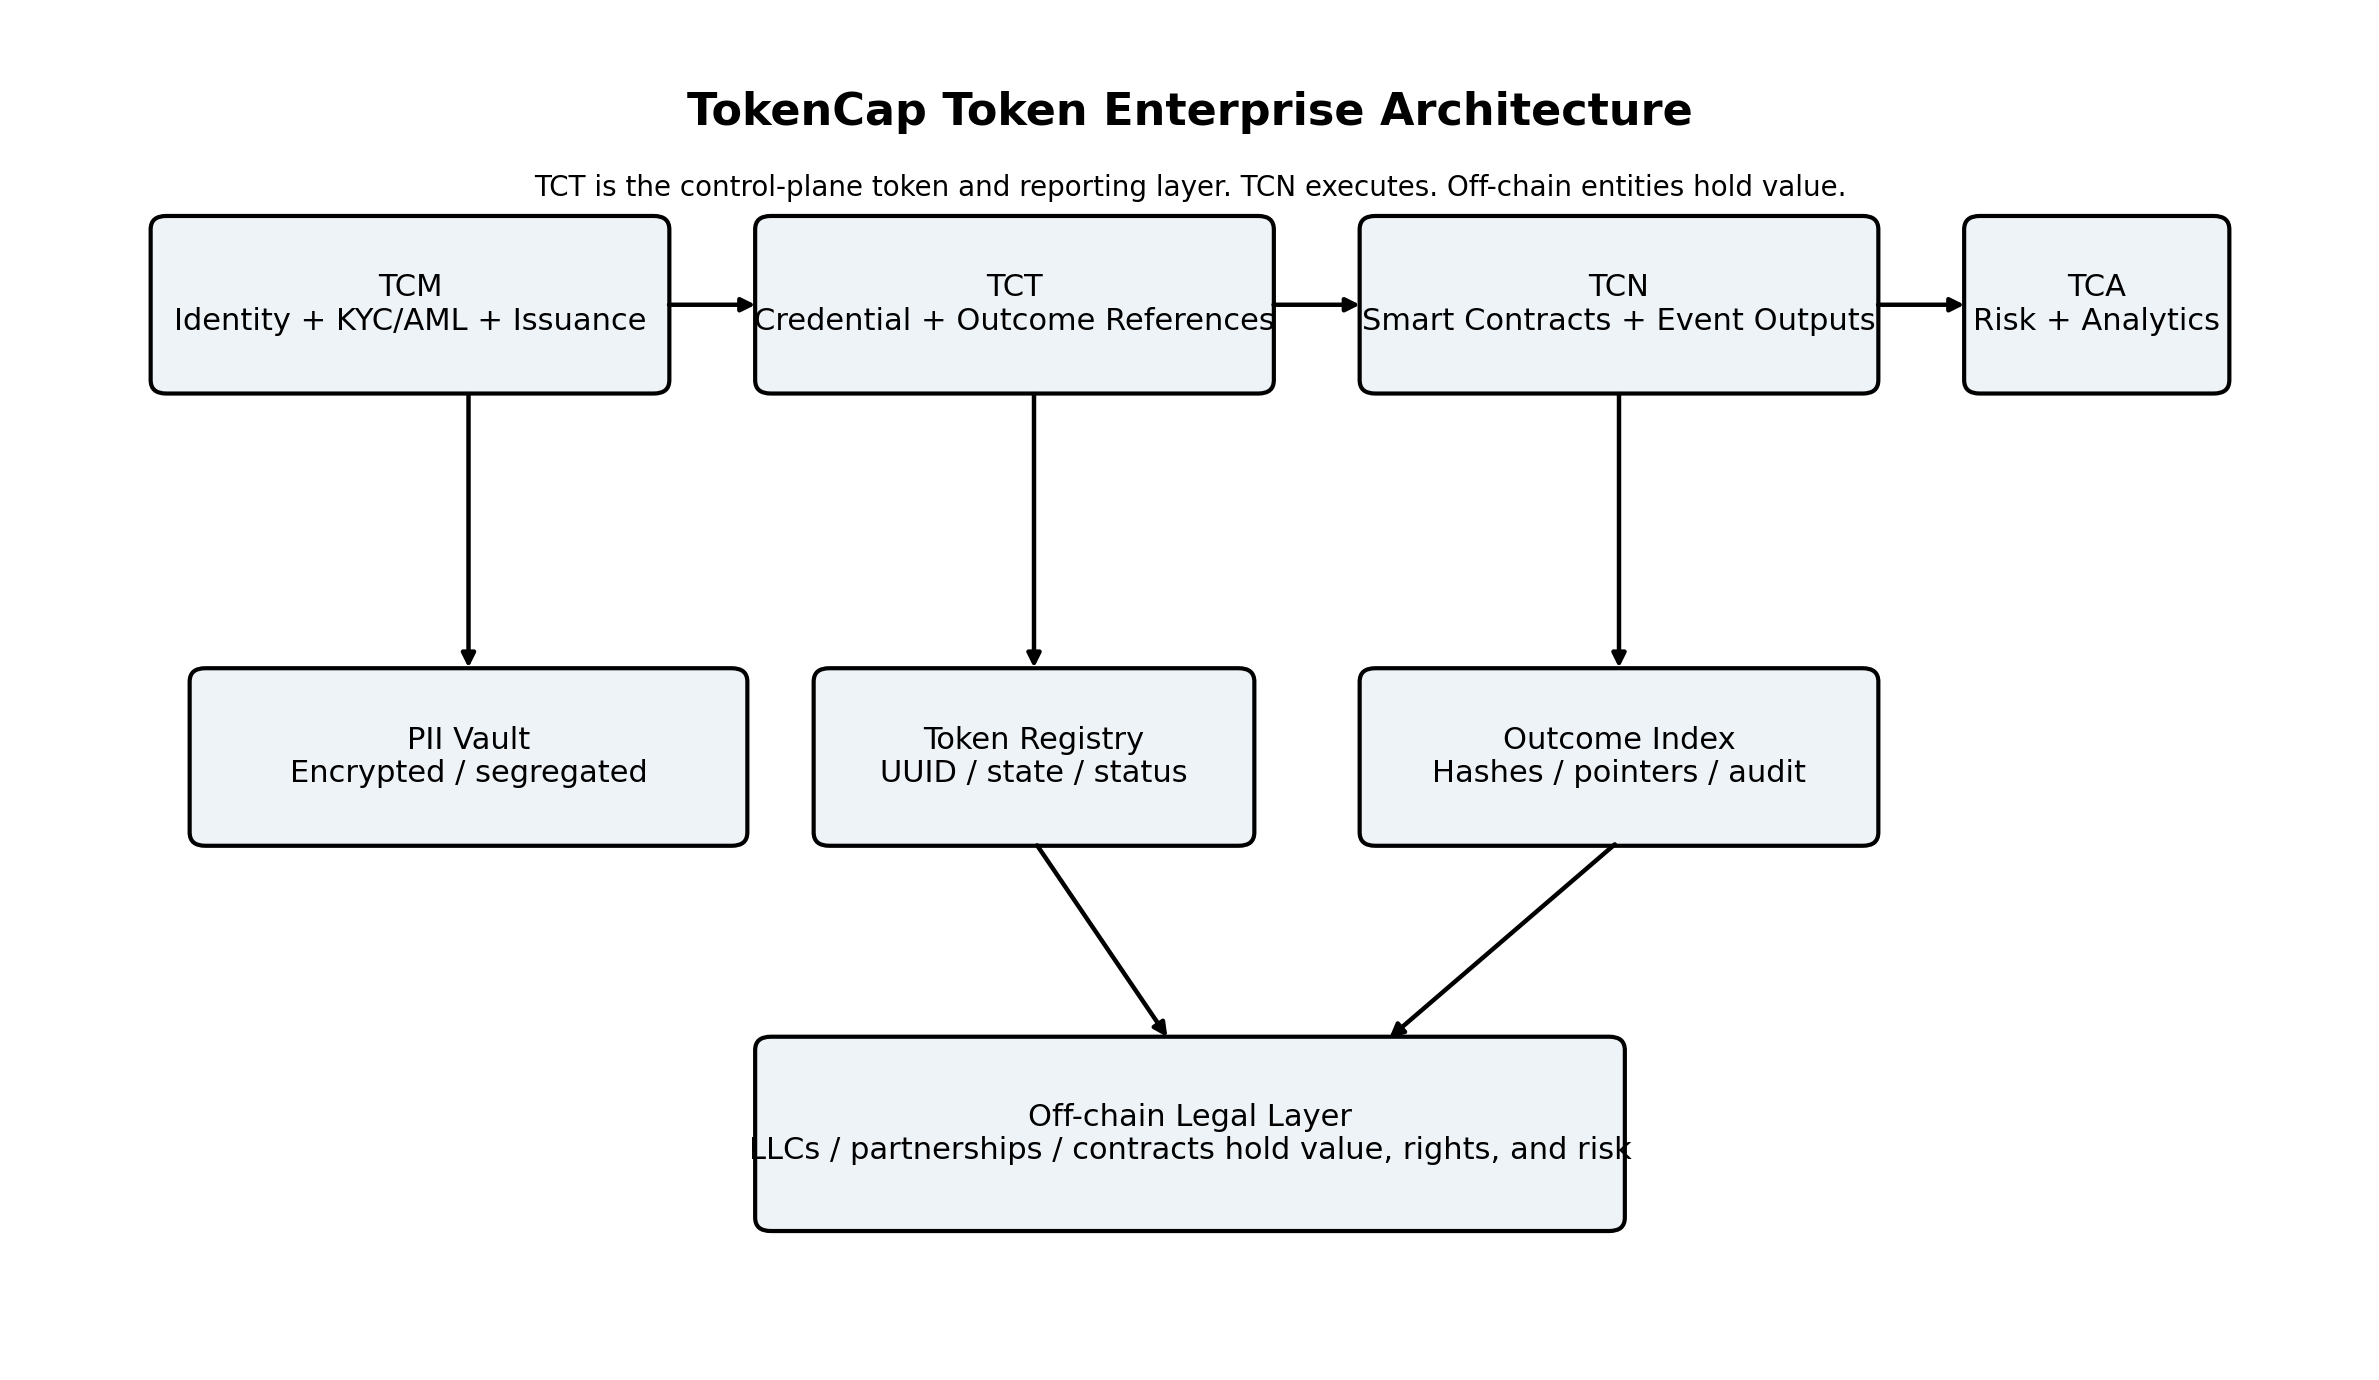 TokenCap Token Enterprise Architecture
TCT is the control-plane token and reporting layer. TCN executes. Off-chain entities hold value.
TCM
Identity + KYC/AML + Issuance
TCT
Credential + Outcome References
TCN
Smart Contracts + Event Outputs
TCA
Risk + Analytics
PII Vault
Encrypted / segregated
Token Registry
UUID / state / status
Outcome Index
Hashes / pointers / audit
Off-chain Legal Layer
LLCs / partnerships / contracts hold value, rights, and risk